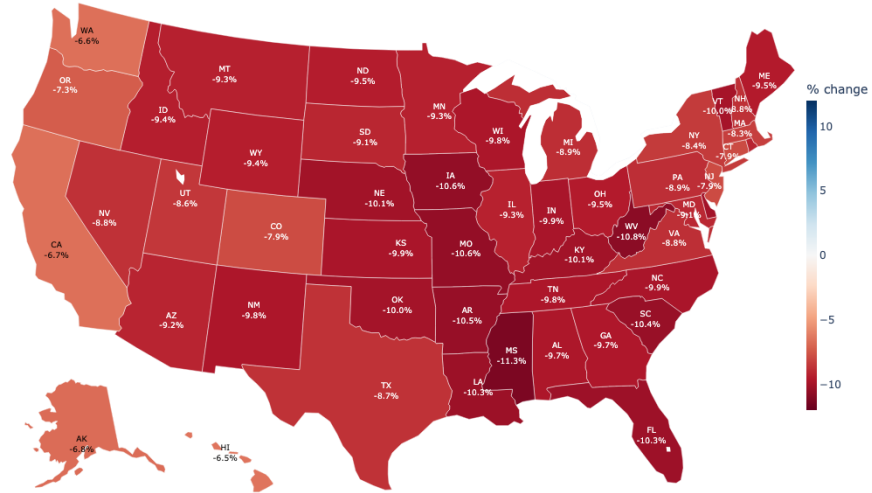 WA
-6.6%
OR
-7.3%
CA
-6.7%
NV
-8.8%
ID
-9.4%
MT
-9.3%
WY
-9.4%
UT
-8.6%
CO
-7.9%
AZ
-9.2%
NM
-9.8%
ND
-9.5%
SD
-9.1%
NE
-10.1%
KS
-9.9%
OK
-10.0%
TX
-8.7%
MN
-9.3%
IA
-10.6%
MO
-10.6%
AR
-10.5%
LA
-10.3%
WI
-9.8%
IL
-9.3%
MI
-8.9%
IN
-9.9%
OH
-9.5%
KY
-10.1%
TN
-9.8%
MS
-11.3%
AL
-9.7%
GA
-9.7%
FL
-10.3%
SC
-10.4%
NC
-9.9%
VA
-8.8%
WV
-10.8%
MD
-9.1%
PA
-8.9%
NJ
-7.9%
NY
-8.4%
CT
-7.9%
MA
-8.3%
VT
-10.0%
NH
-8.8%
ME
-9.5%
AK
-6.8%
HI
-6.5%
% change
10
5
0
−5
−10